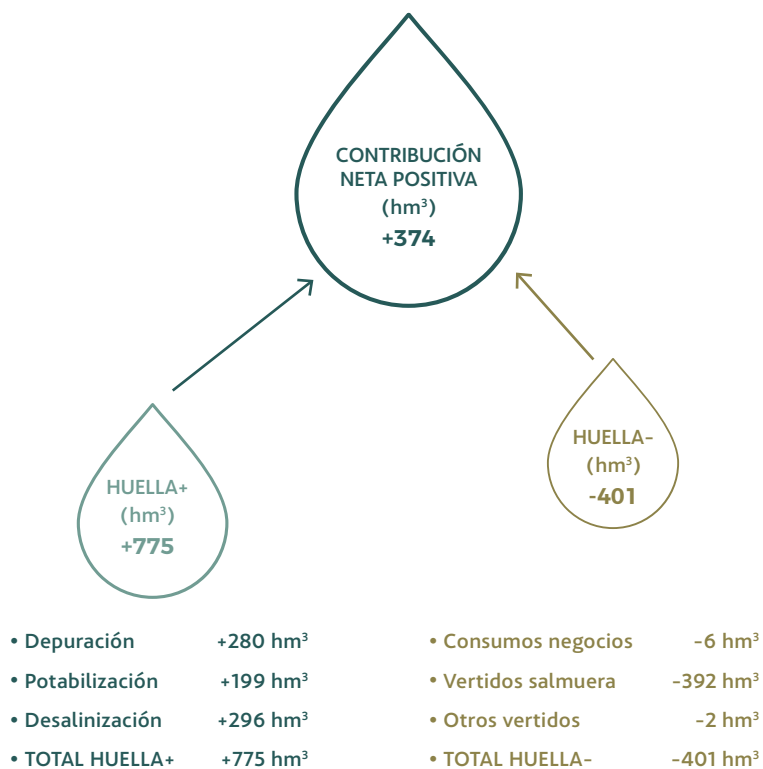 CONTRIBUCIÓN
NETA POSITIVA
(hm³)
+374
HUELLA+
(hm³)
+775
HUELLA-
(hm³)
-401
• Depuración +280 hm³
• Potabilización +199 hm³
• Desalinización +296 hm³
• TOTAL HUELLA+ +775 hm³
• Consumos negocios -6 hm³
• Vertidos salmuera -392 hm³
• Otros vertidos -2 hm³
• TOTAL HUELLA- -401 hm³